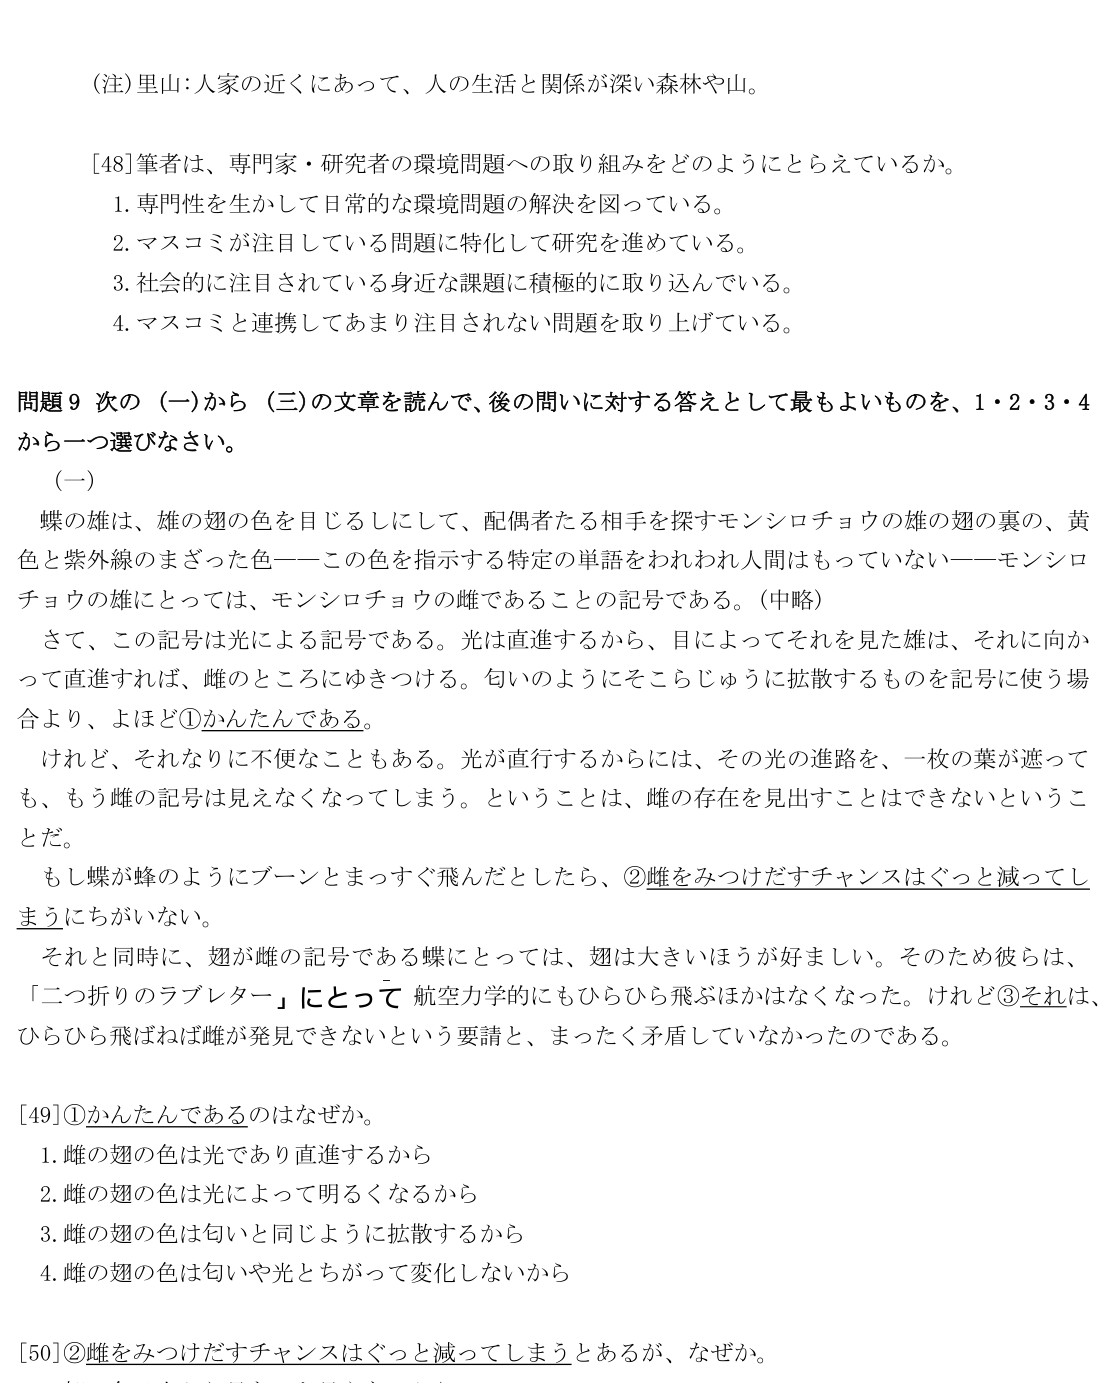 (注)里山:人家の近くにあって、人の生活と関係が深い森林や山。
[48]筆者は、専門家・研究者の環境問題への取り組みをどのようにとらえているか。
1.専門性を生かして日常的な環境問題の解決を図っている。
2.マスコミが注目している問題に特化して研究を進めている。
3.社会的に注目されている身近な課題に積極的に取り込んでいる。
4.マスコミと連携してあまり注目されない問題を取り上げている。
問題9 次の (一)から (三)の文章を読んで、後の問いに対する答えとして最もよいものを、1・2・3・4
から一つ選びなさい。
(一)
蝶の雄は、雄の翅の色を目じるしにして、配偶者たる相手を探すモンシロチョウの雄の翅の裏の、黄
色と紫外線のまざった色――この色を指示する特定の単語をわれわれ人間はもっていない――モンシロ
チョウの雄にとっては、モンシロチョウの雌であることの記号である。(中略)
さて、この記号は光による記号である。光は直進するから、目によってそれを見た雄は、それに向か
って直進すれば、雌のところにゆきつける。匂いのようにそこらじゅうに拡散するものを記号に使う場
合より、よほど①かんたんである。
けれど、それなりに不便なこともある。光が直行するからには、その光の進路を、一枚の葉が遮って
も、もう雌の記号は見えなくなってしまう。ということは、雌の存在を見出すことはできないというこ
とだ。
もし蝶が蜂のようにブーンとまっすぐ飛んだとしたら、②雌をみつけだすチャンスはぐっと減ってし
まうにちがいない。
それと同時に、翅が雌の記号である蝶にとっては、翅は大きいほうが好ましい。そのため彼らは、
「二つ折りのラブレター」にとって 航空力学的にもひらひら飛ぶほかはなくなった。けれど③それは、
ひらひら飛ばねば雌が発見できないという要請と、まったく矛盾していなかったのである。
[49]①かんたんであるのはなぜか。
1.雌の翅の色は光であり直進するから
2.雌の翅の色は光によって明るくなるから
3.雌の翅の色は匂いと同じように拡散するから
4.雌の翅の色は匂いや光とちがって変化しないから
[50]②雌をみつけだすチャンスはぐっと減ってしまうとあるが、なぜか。